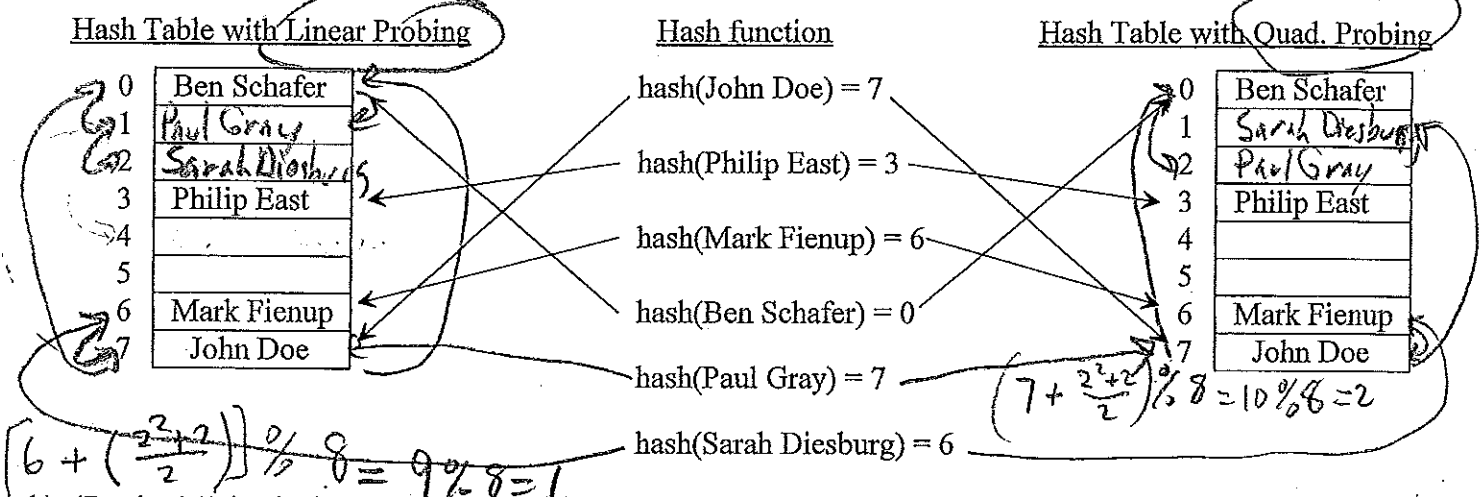 Hash Table with Linear Probing
Hash function
Hash Table with Quad. Probing
0 Ben Schafer
1 Paul Gray
2 Sarah Diesburg
3 Philip East
4
5
6 Mark Fienup
7 John Doe
hash(John Doe) = 7
hash(Philip East) = 3
hash(Mark Fienup) = 6
hash(Ben Schafer) = 0
hash(Paul Gray) = 7
hash(Sarah Diesburg) = 6
0 Ben Schafer
1 Sarah Diesburg
2 Paul Gray
3 Philip East
4
5
6 Mark Fienup
7 John Doe
(7 + 2²+2/2) % 8 = 10 % 8 = 2
[6 + (2²+2/2)] % 8 = 9 % 8 = 1